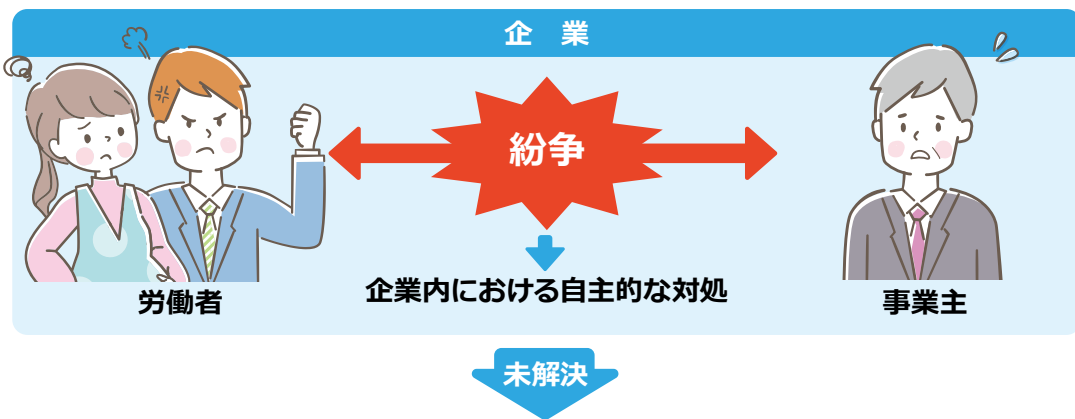 企 業
紛争
労働者
企業内における自主的な対処
事業主
未解決